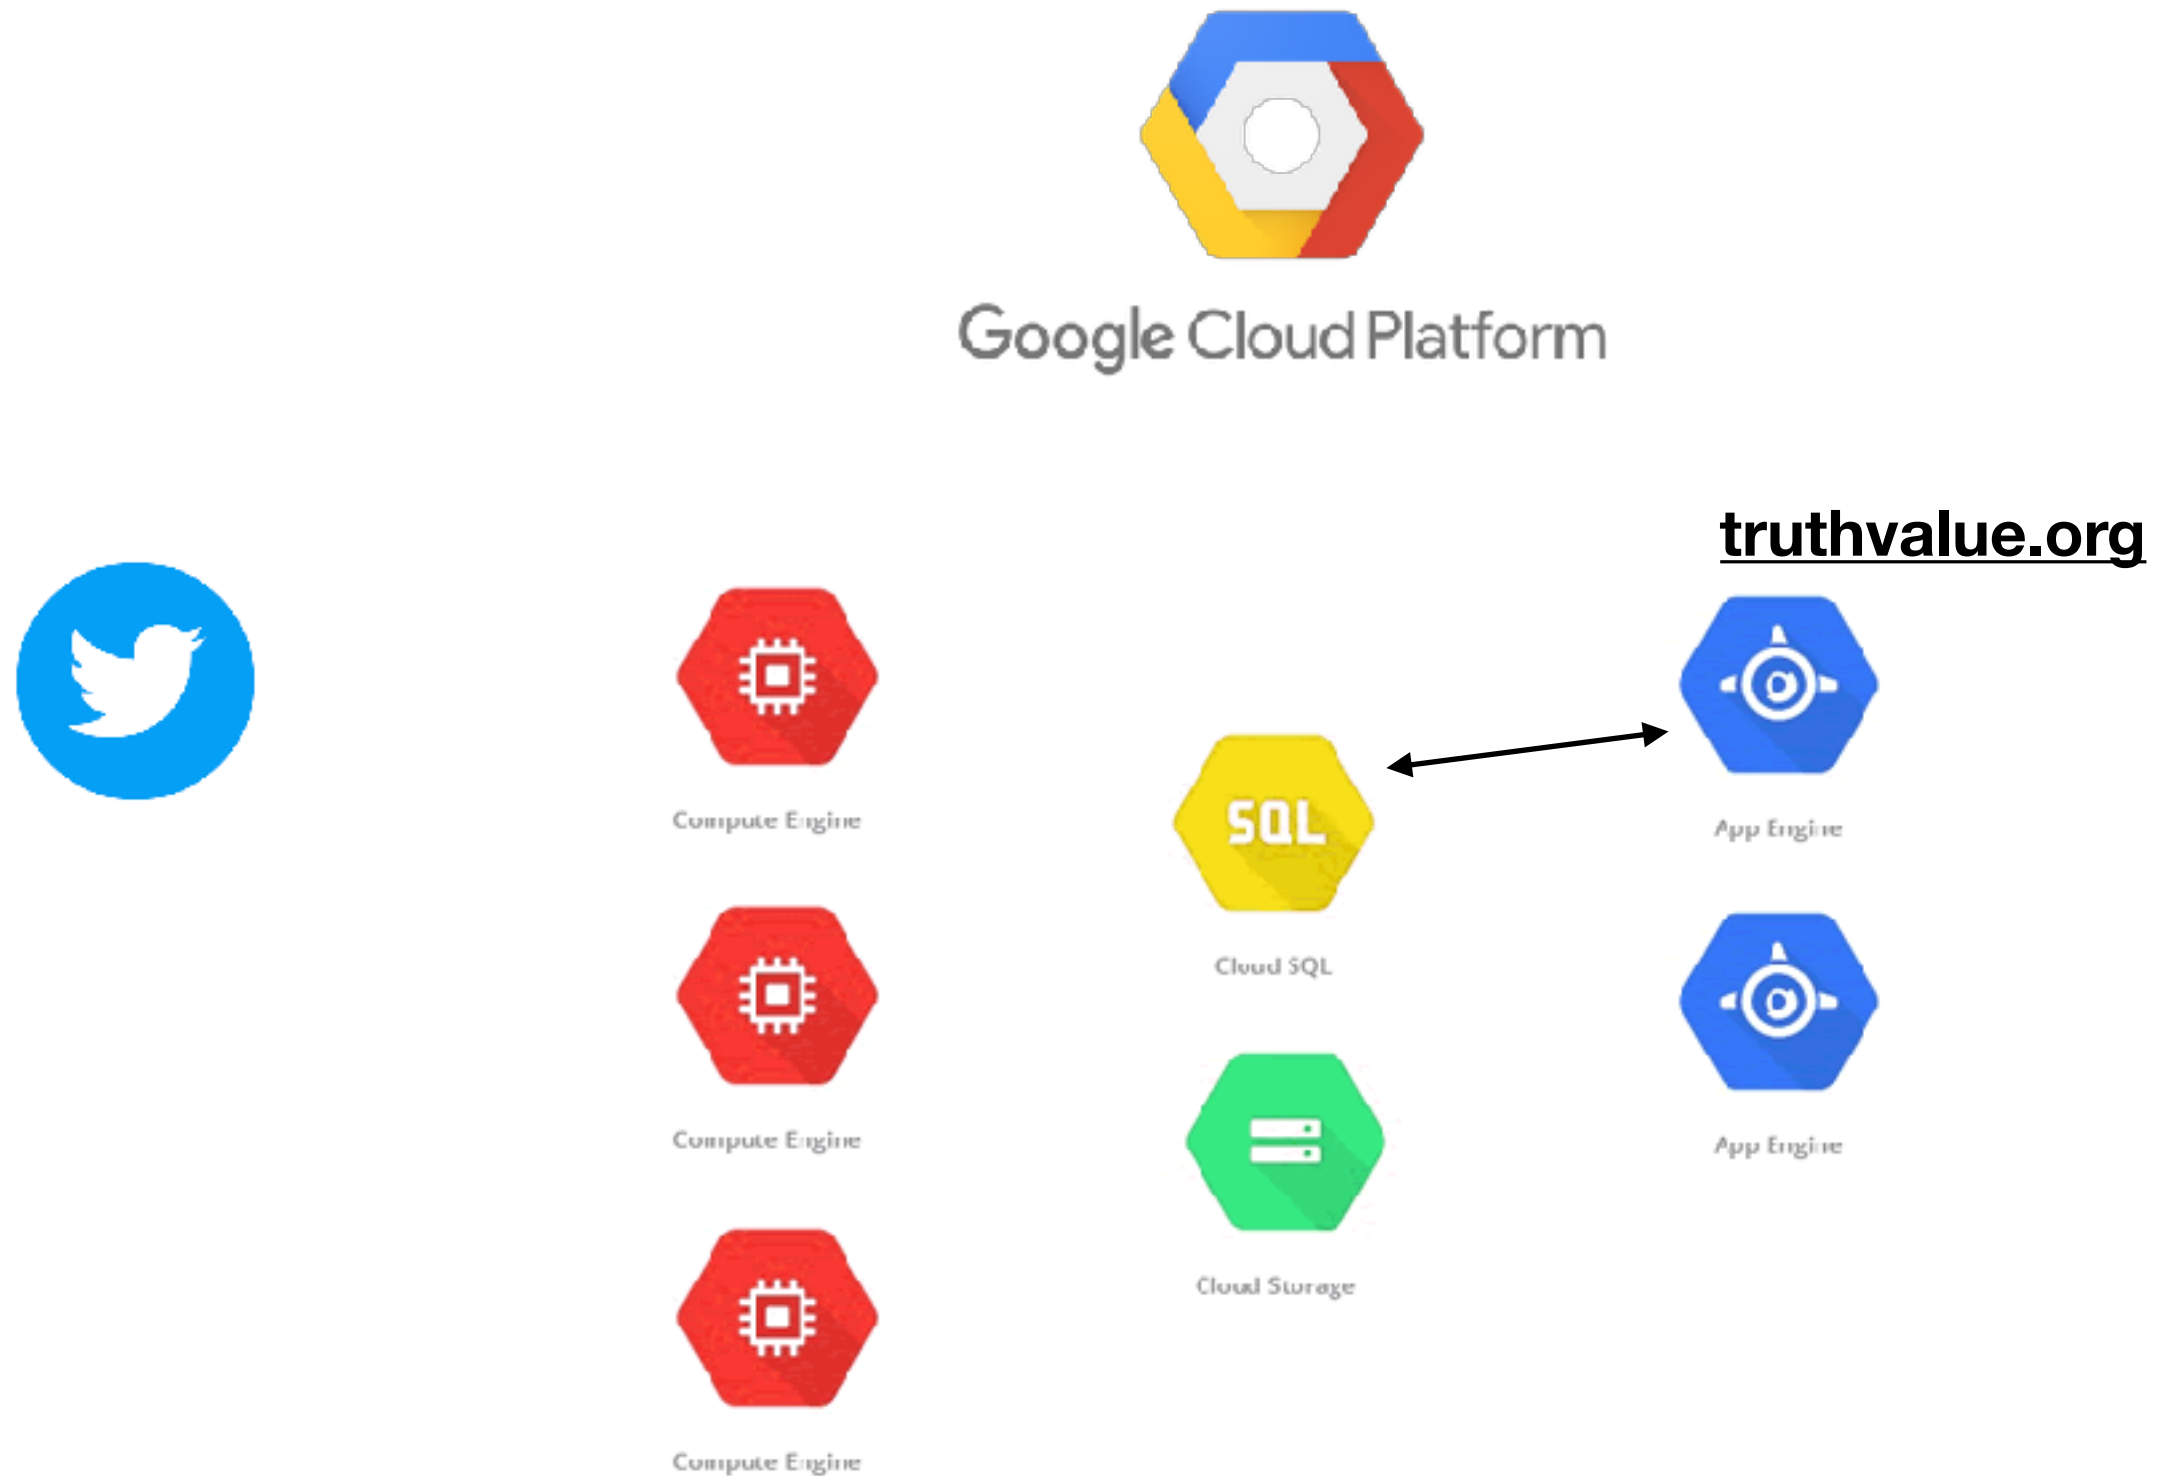 Google Cloud Platform
truthvalue.org
Compute Engine
SQL
App Engine
Cloud SQL
Compute Engine
App Engine
Cloud Storage
Compute Engine